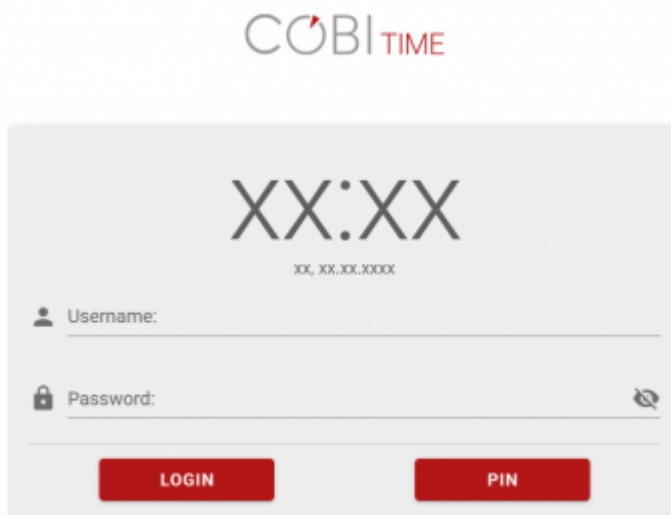 COBI TIME
XX:XX
XX, XX.XX.XXXX
Username:
Password:
LOGIN PIN